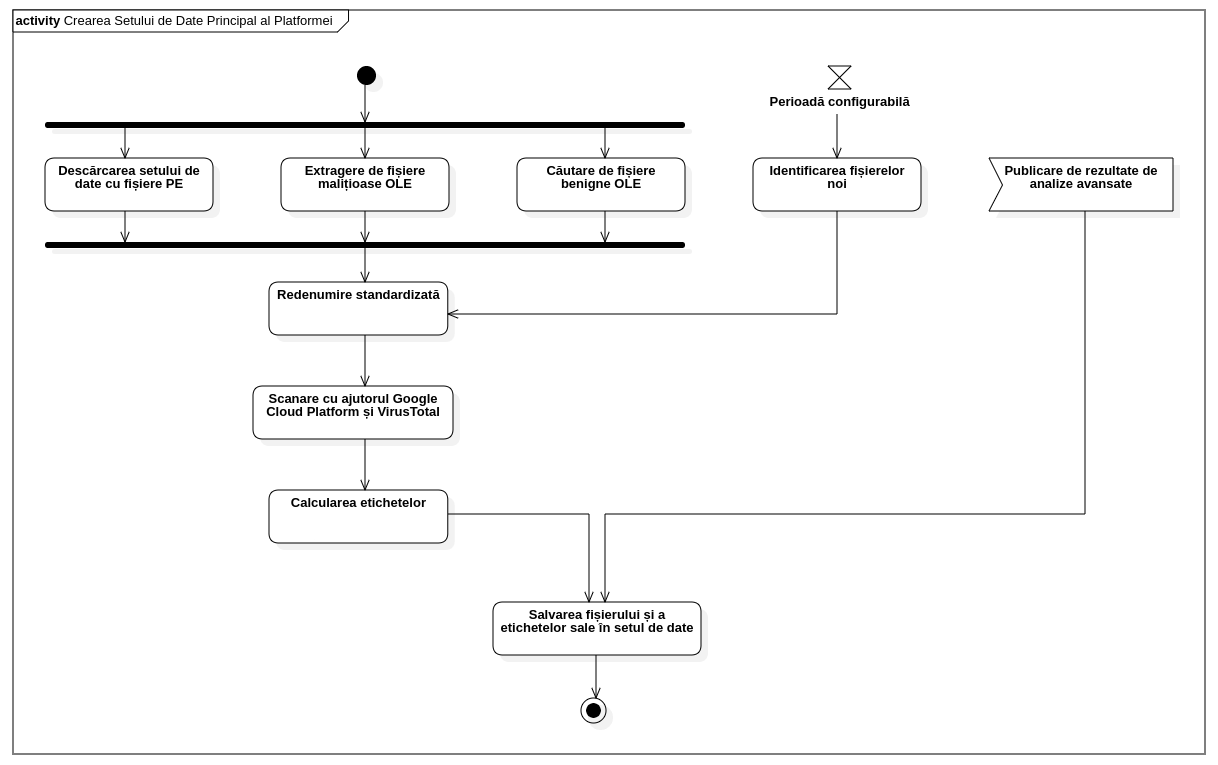 activity Crearea Setului de Date Principal al Platformei
Perioadă configurabilă
Descărcarea setului de
date cu fișiere PE
Extragere de fișiere
malițioase OLE
Căutare de fișiere
benigne OLE
Identificarea fișierelor
noi
Publicare de rezultate de
analize avansate
Redenumire standardizată
Scanare cu ajutorul Google
Cloud Platform și VirusTotal
Calcularea etichetelor
Salvarea fișierului și a
etichetelor sale în setul de date